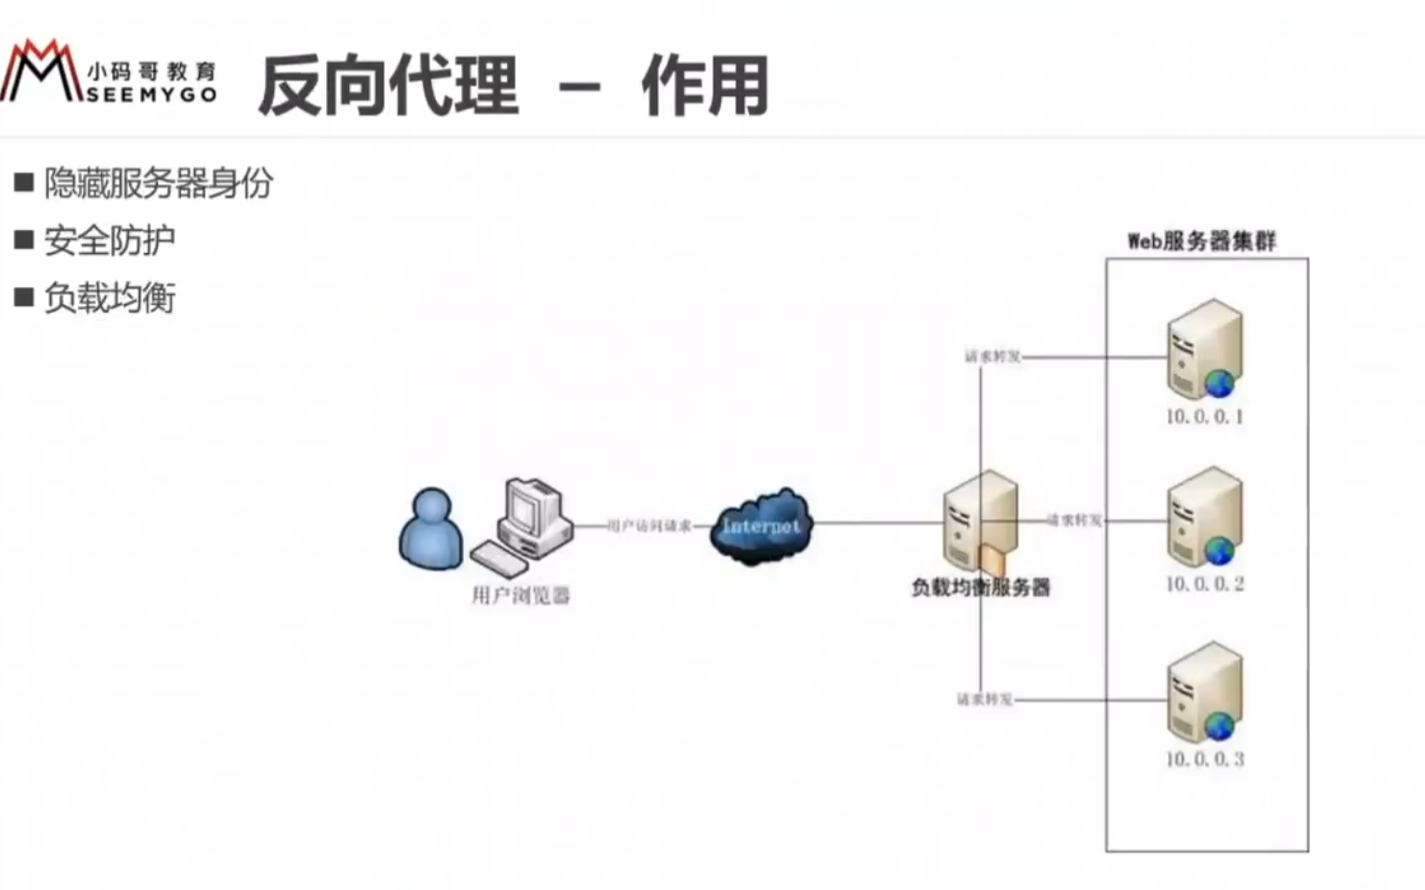 小码哥教育
SEEMYGO
反向代理 - 作用
■ 隐藏服务器身份
■ 安全防护
■ 负载均衡
Web服务器集群
请求转发
10.0.0.1
用户访问请求
Internet
请求转发
用户浏览器
负载均衡服务器
10.0.0.2
请求转发
10.0.0.3